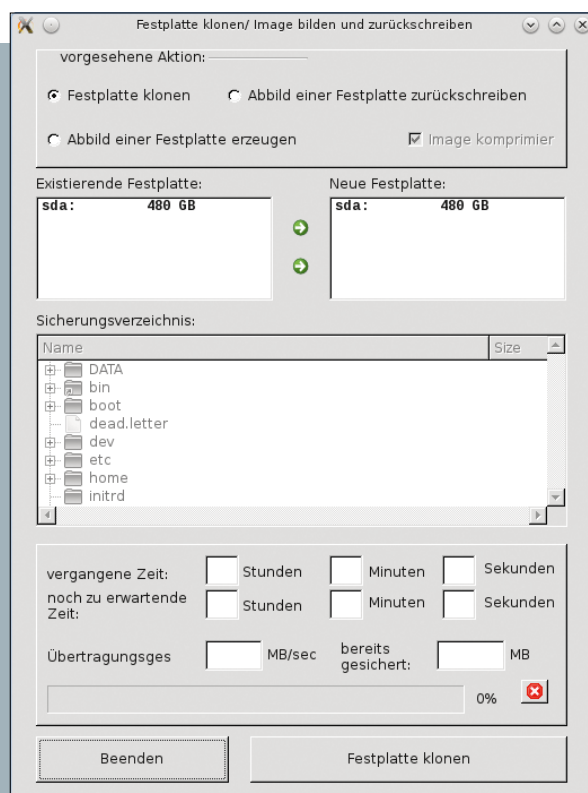 Festplatte klonen/ Image bilden und zurückschreiben
vorgesehene Aktion:
Festplatte klonen Abbild einer Festplatte zurückschreiben
Abbild einer Festplatte erzeugen Image komprimier
Existierende Festplatte: Neue Festplatte:
sda: 480 GB sda: 480 GB
Sicherungsverzeichnis:
Name Size
DATA
bin
boot
dead.letter
dev
etc
home
initrd
vergangene Zeit: Stunden Minuten Sekunden
noch zu erwartende
Zeit: Stunden Minuten Sekunden
Übertragungsges MB/sec bereits
gesichert: MB
0%
Beenden Festplatte klonen